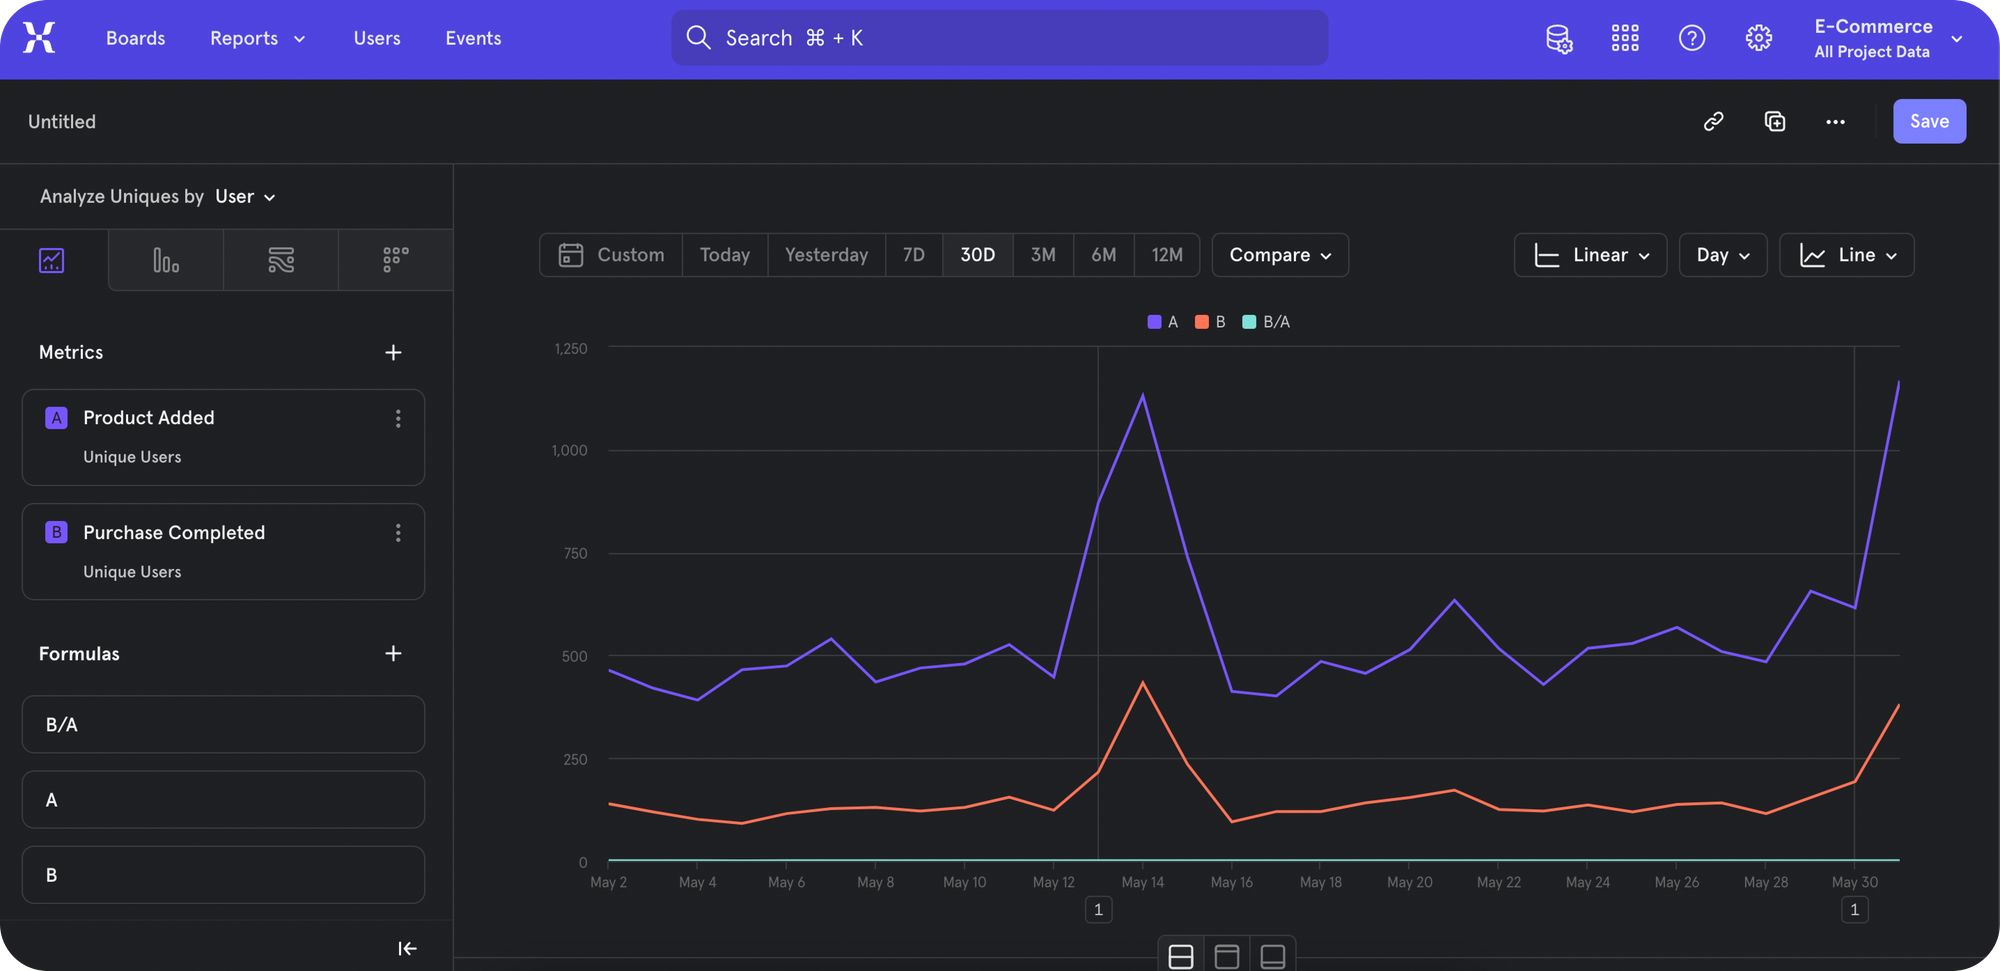 Boards Reports Users Events
Search ⌘ + K
E-Commerce
All Project Data
Untitled
Save
Analyze Uniques by User
Custom Today Yesterday 7D 30D 3M 6M 12M Compare
Linear Day Line
Metrics
A Product Added
Unique Users
B Purchase Completed
Unique Users
Formulas
B/A
A
B
A B B/A
1,250
1,000
750
500
250
0
May 2 May 4 May 6 May 8 May 10 May 12 May 14 May 16 May 18 May 20 May 22 May 24 May 26 May 28 May 30
1 1